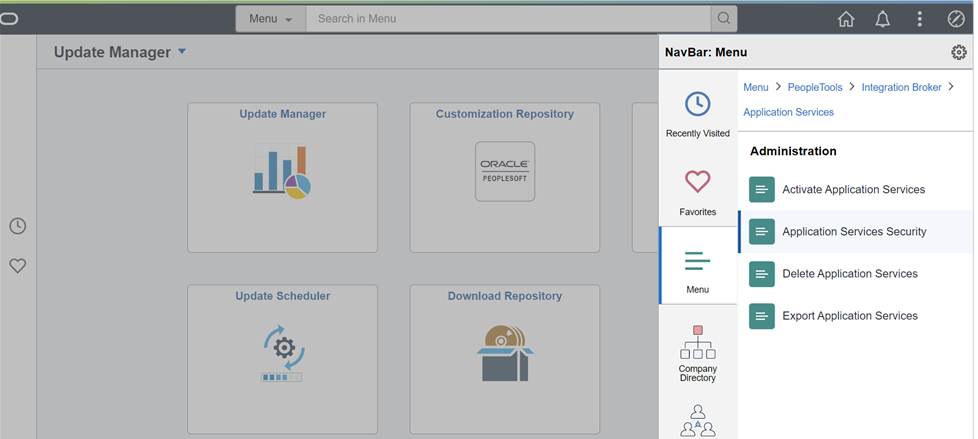 Menu
Search in Menu
Update Manager
NavBar: Menu
Update Manager
Customization Repository
ORACLE
PEOPLESOFT
Update Scheduler
Download Repository
Recently Visited
Favorites
Menu
Company
Directory
Menu > PeopleTools > Integration Broker >
Application Services
Administration
Activate Application Services
Application Services Security
Delete Application Services
Export Application Services